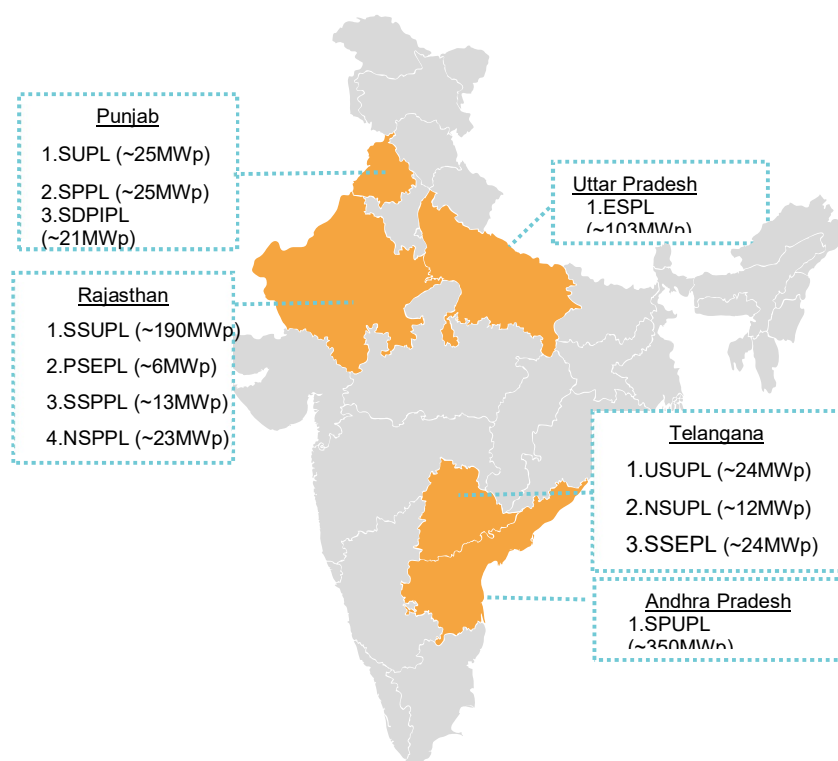 Punjab
1.SUPL (~25MWp)
2.SPPL (~25MWp)
3.SDPIPL
(~21MWp)
Uttar Pradesh
1.ESPL
(~103MWp)
Rajasthan
1.SSUPL (~190MWp)
2.PSEPL (~6MWp)
3.SSPPL (~13MWp)
4.NSPPL (~23MWp)
Telangana
1.USUPL (~24MWp)
2.NSUPL (~12MWp)
3.SSEPL (~24MWp)
Andhra Pradesh
1.SPUPL
(~350MWp)